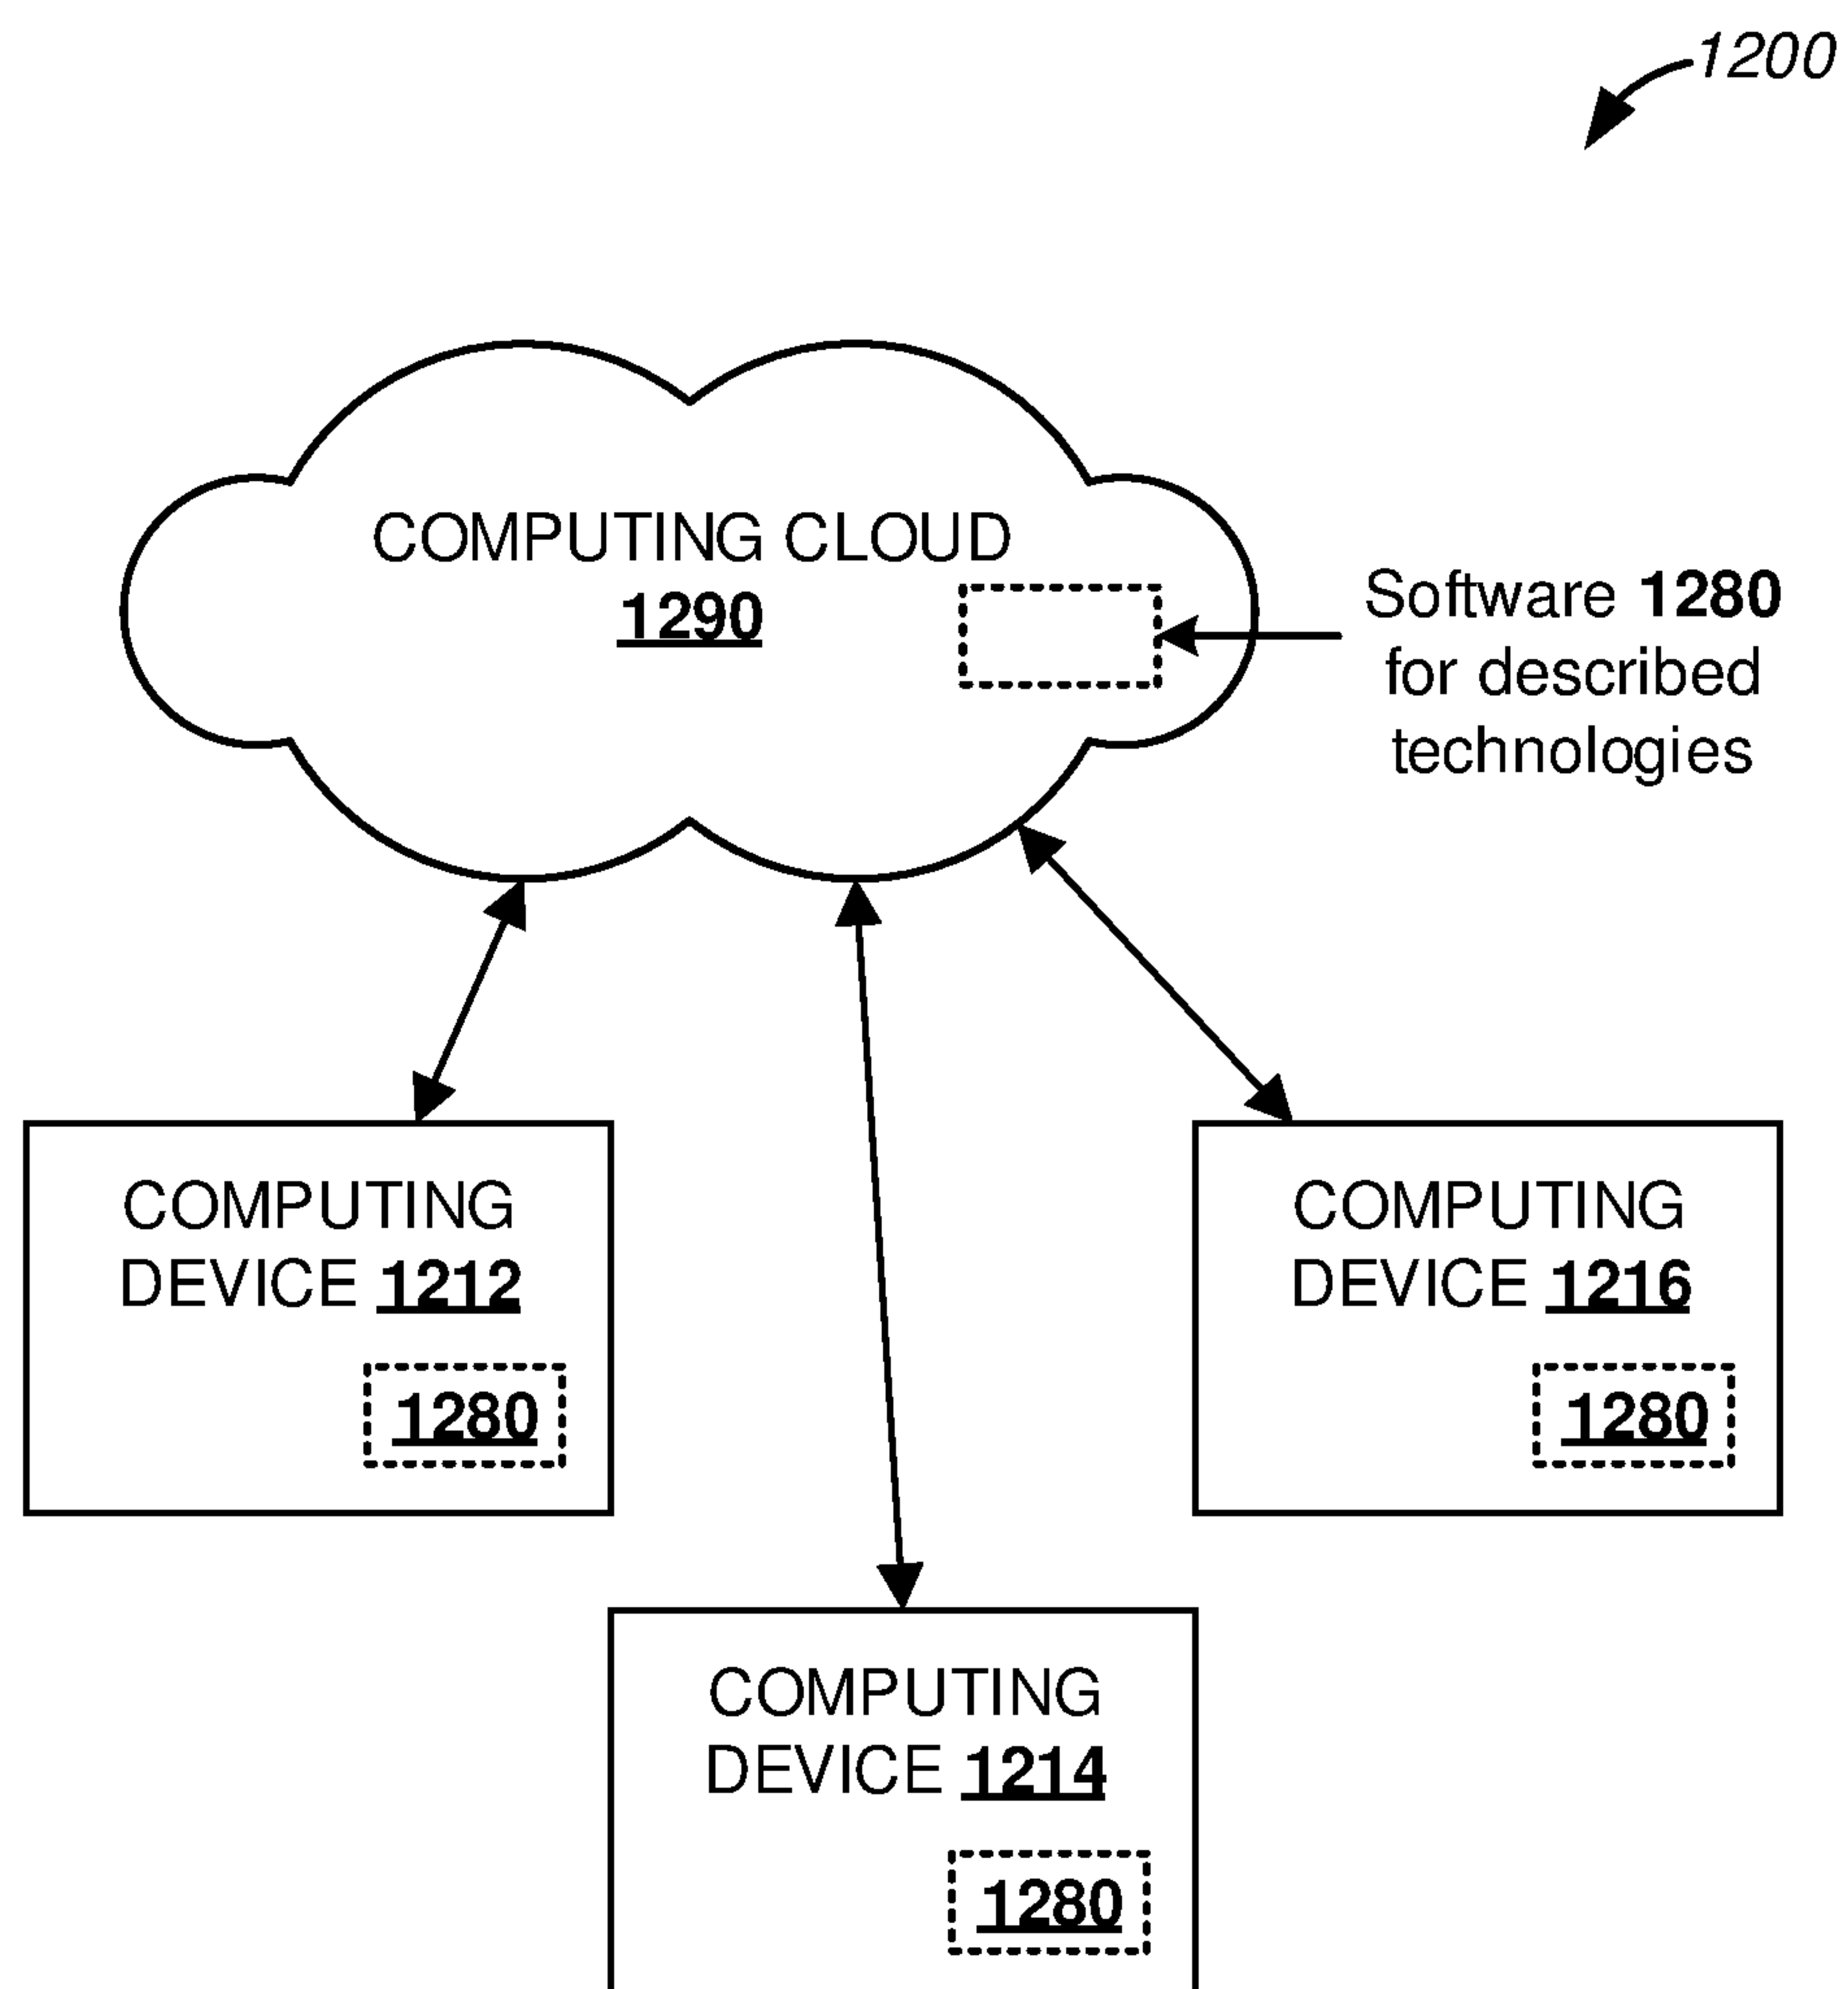 1200
COMPUTING CLOUD
1290
Software 1280
for described
technologies
COMPUTING
DEVICE 1212
1280
COMPUTING
DEVICE 1216
1280
COMPUTING
DEVICE 1214
1280